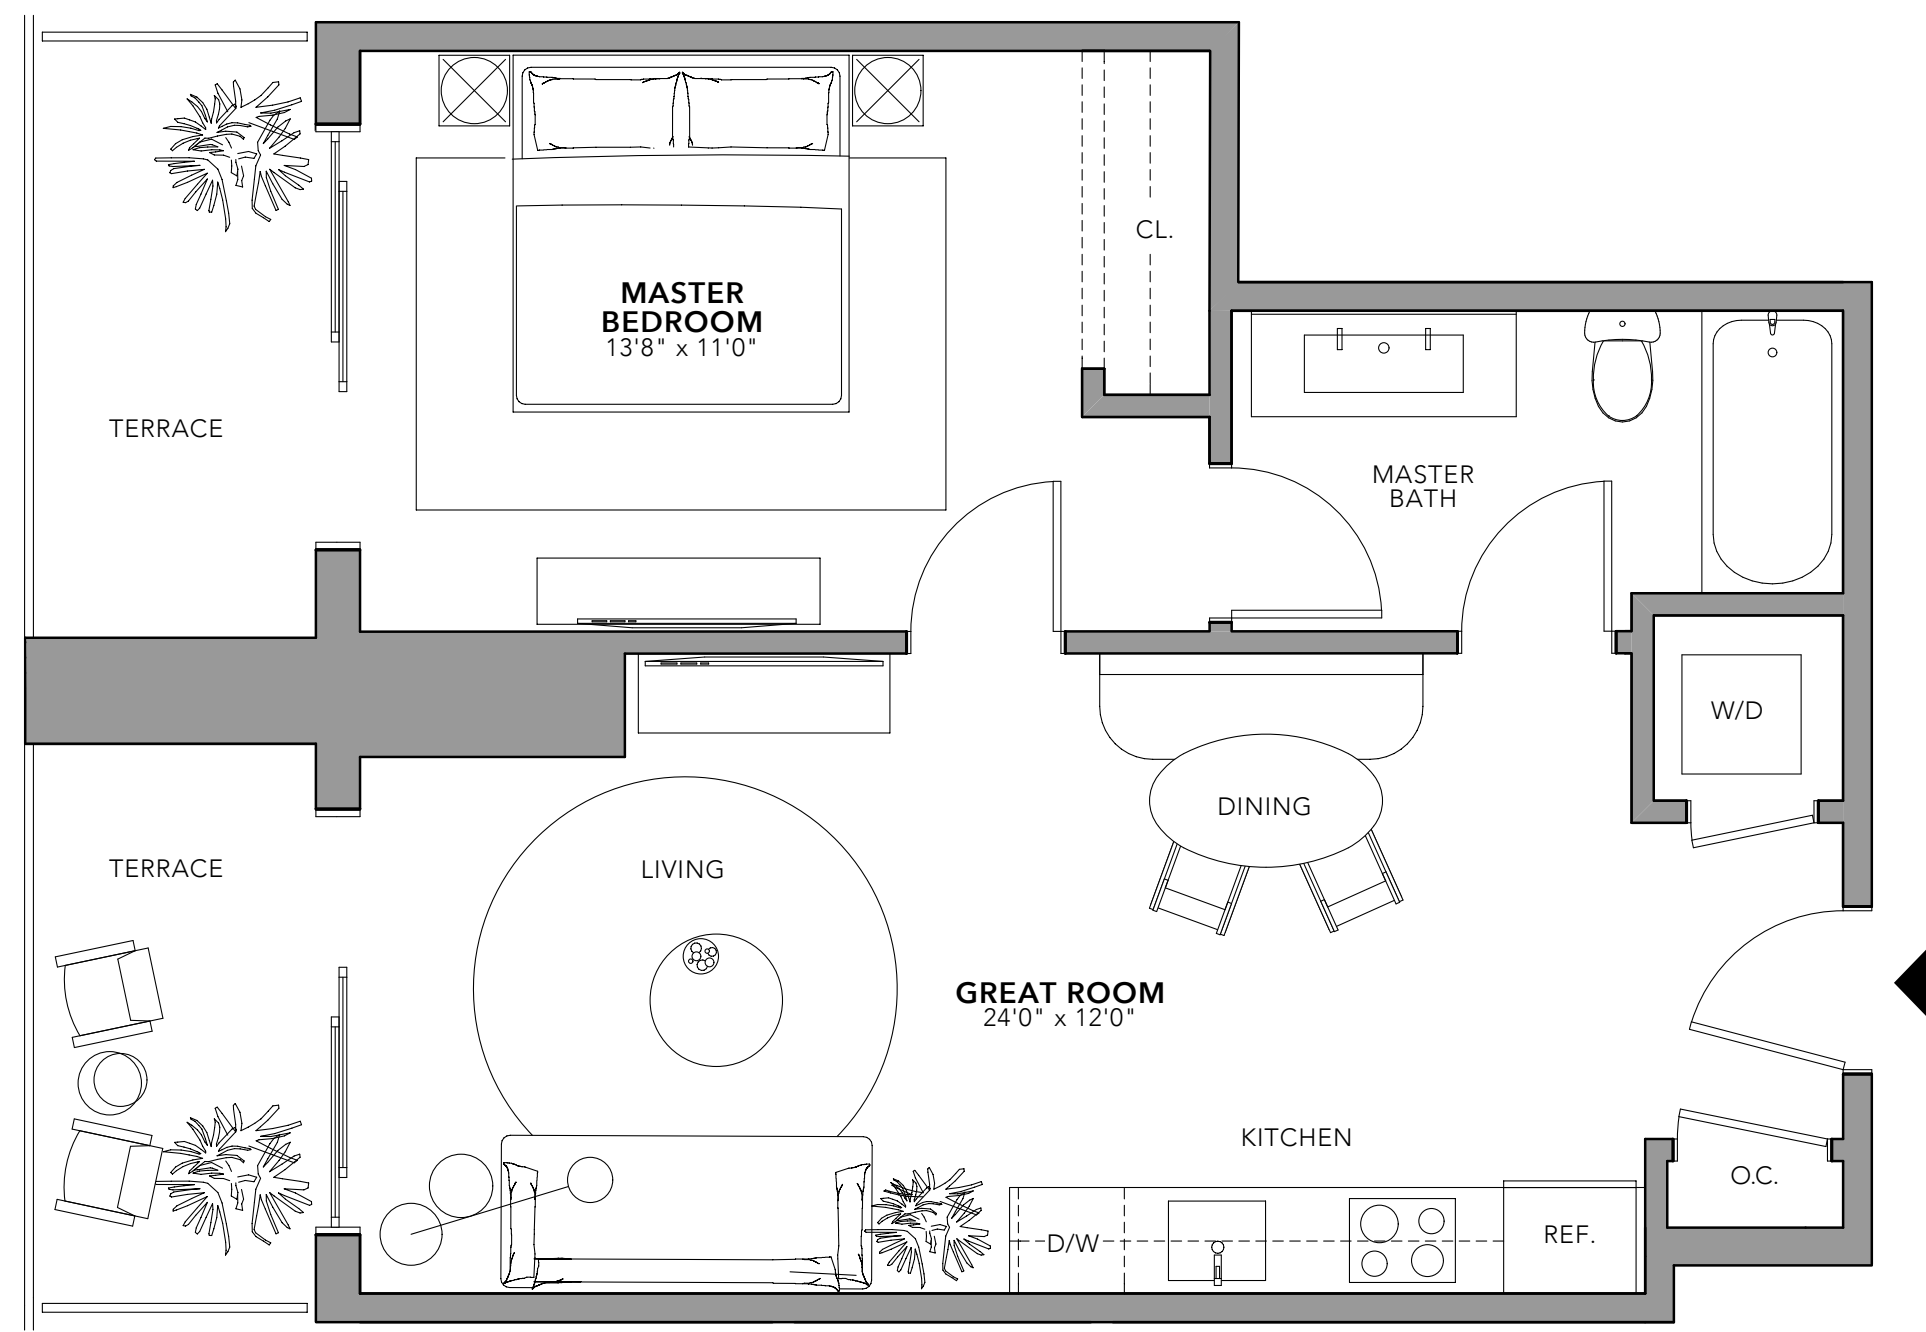 CL.
MASTER
BEDROOM
13'8" x 11'0"
TERRACE
MASTER
BATH
W/D
DINING
TERRACE
LIVING
GREAT ROOM
24'0" x 12'0"
KITCHEN
O.C.
D/W
REF.